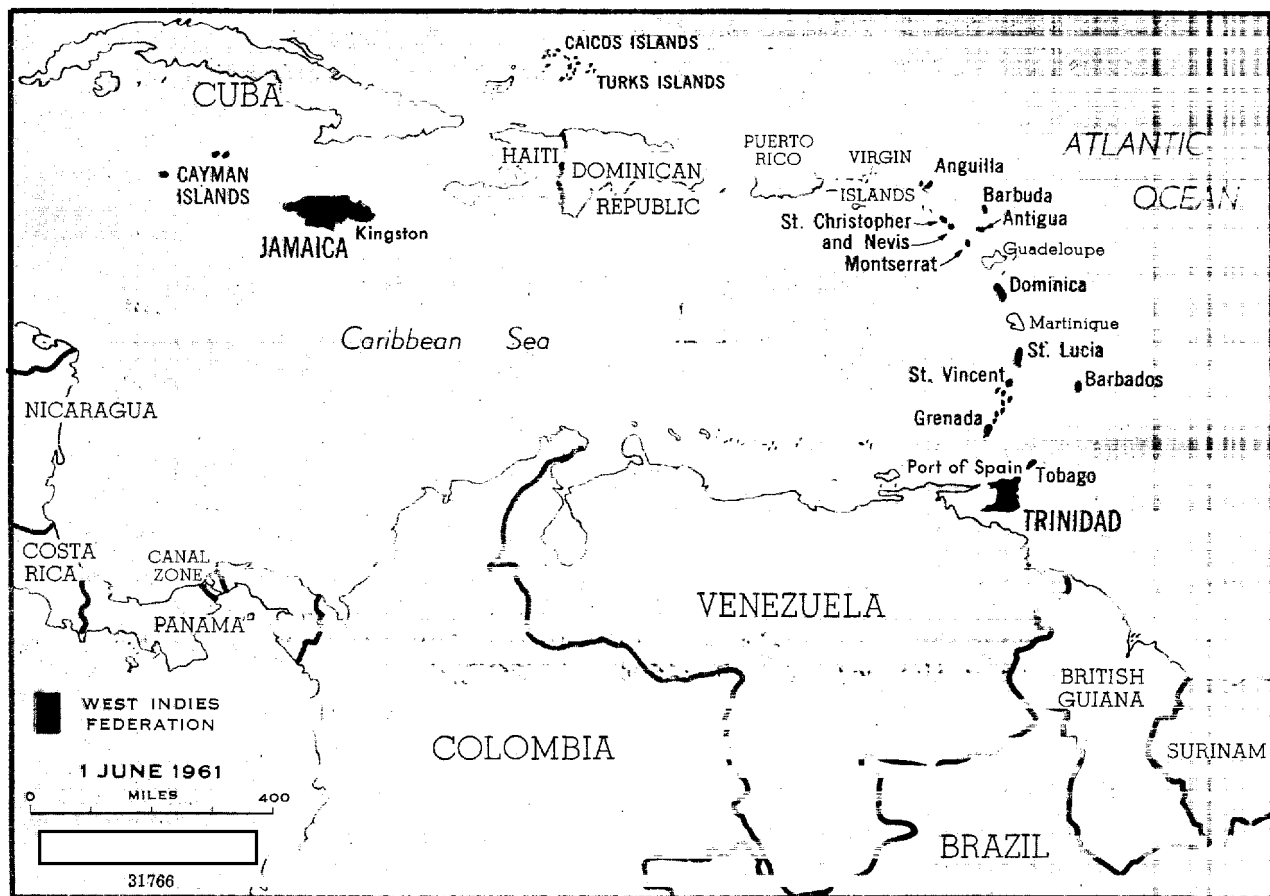 CAICOS ISLANDS
TURKS ISLANDS
CUBA
ATLANTIC
OCEAN
HAITI
DOMINICAN
REPUBLIC
PUERTO
RICO
VIRGIN
ISLANDS
Anguilla
Barbuda
Antigua
St. Christopher
and Nevis
Montserrat
Guadeloupe
CAYMAN
ISLANDS
JAMAICA
Kingston
Dominica
Caribbean Sea
Martinique
St. Lucia
St. Vincent
Barbados
Grenada
NICARAGUA
Port of Spain
Tobago
TRINIDAD
COSTA
RICA
CANAL
ZONE
PANAMA
VENEZUELA
BRITISH
GUIANA
SURINAM
COLOMBIA
BRAZIL
WEST INDIES
FEDERATION
1 JUNE 1961
MILES
0 400
31766